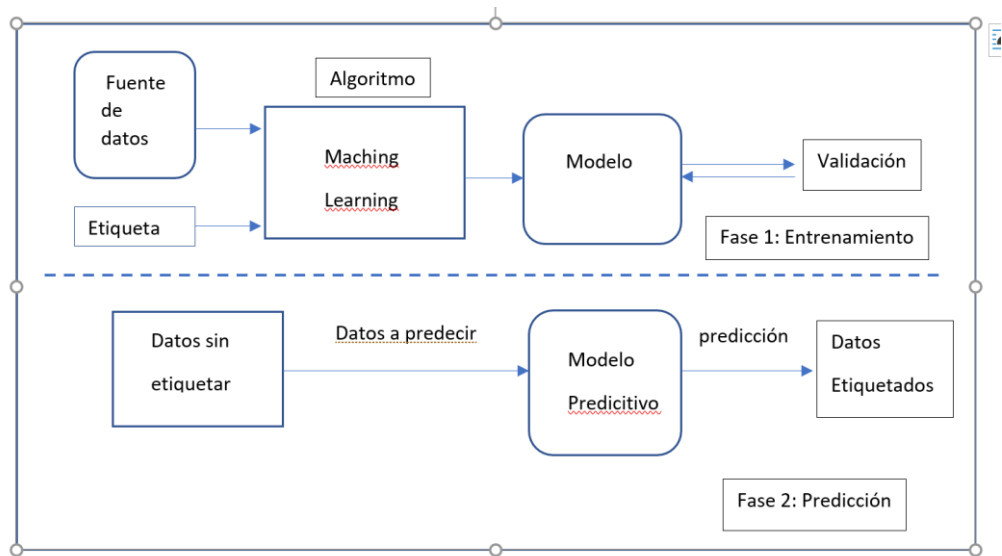 Fuente
de
datos
Algoritmo
Maching
Learning
Modelo
Validación
Etiqueta
Fase 1: Entrenamiento
Datos sin
etiquetar
Datos a predecir
Modelo
Predicitivo
predicción
Datos
Etiquetados
Fase 2: Predicción